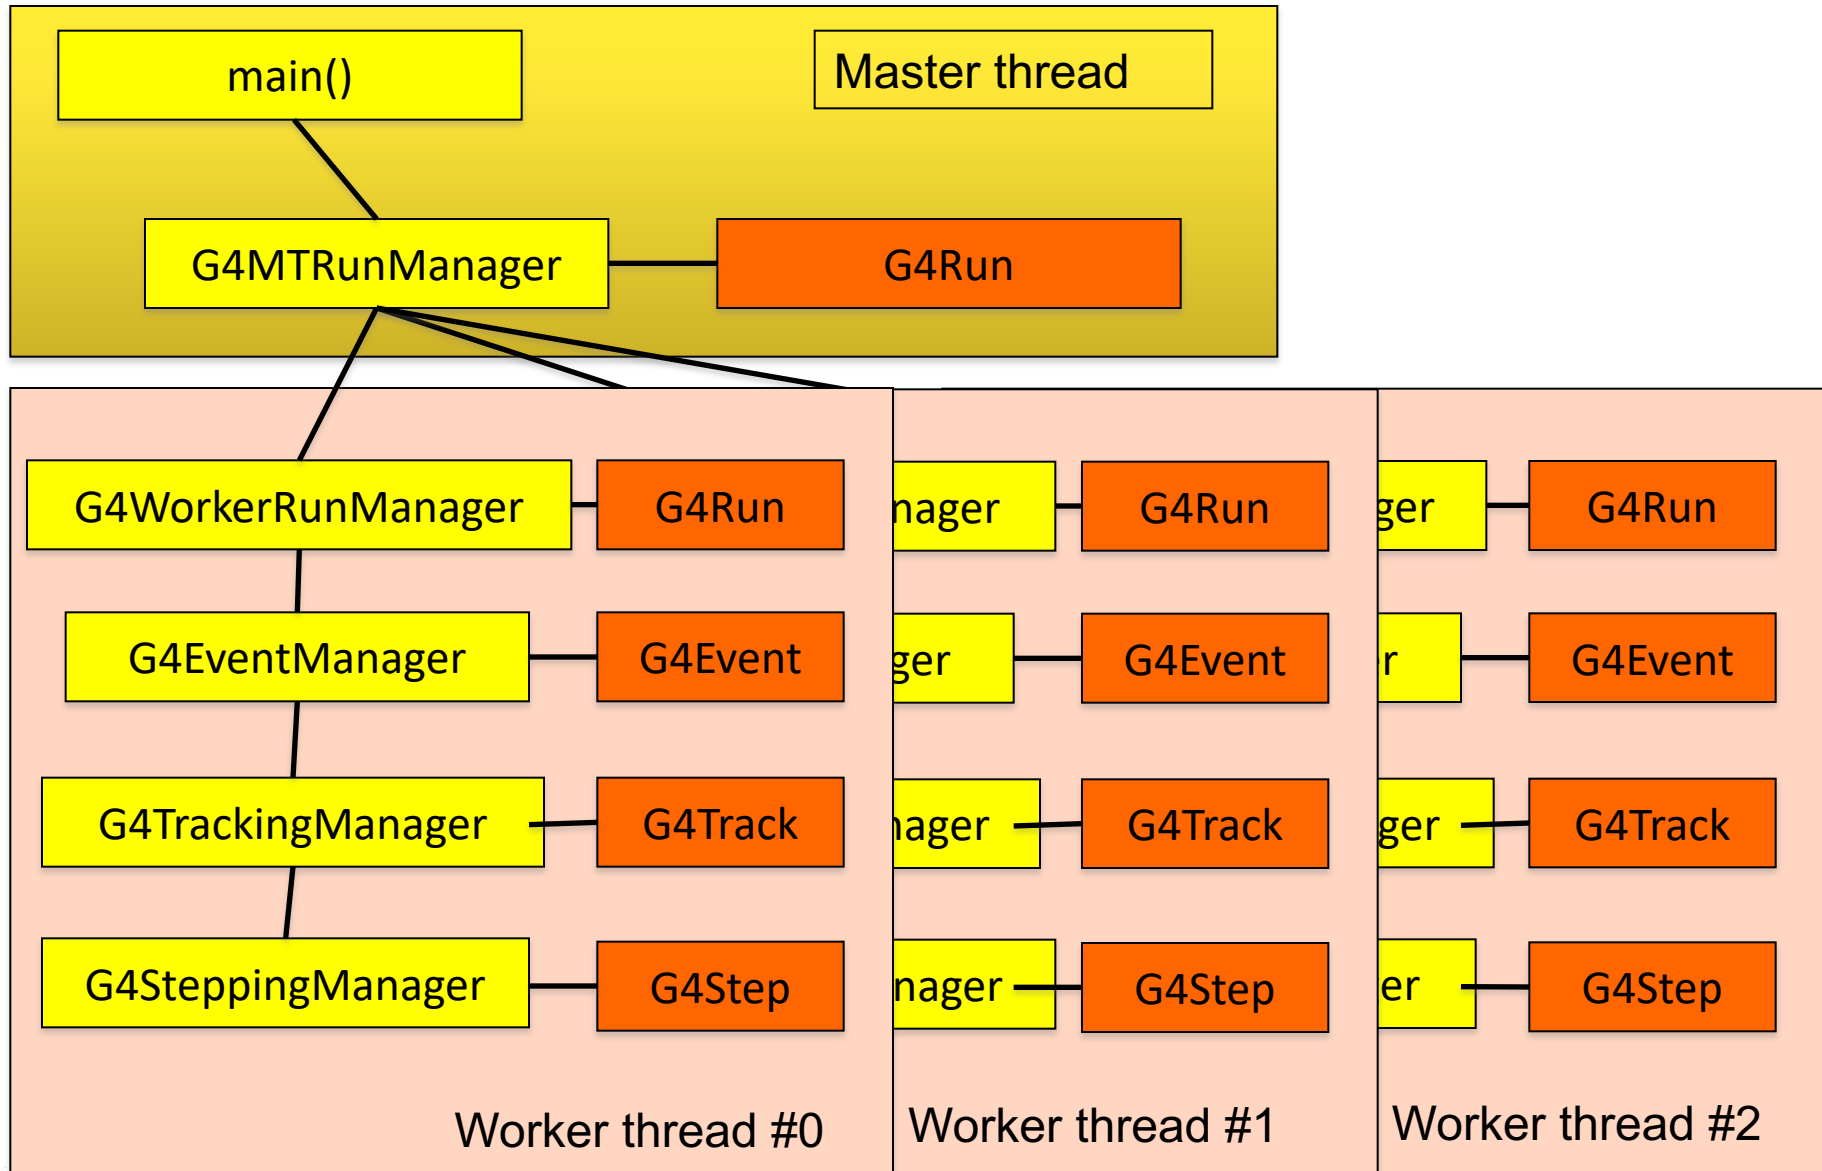 main()
Master thread
G4MTRunManager
G4Run
G4WorkerRunManager
G4Run
nager
G4Run
ger
G4Run
G4EventManager
G4Event
ger
G4Event
r
G4Event
G4TrackingManager
G4Track
nager
G4Track
ger
G4Track
G4SteppingManager
G4Step
nager
G4Step
er
G4Step
Worker thread #0
Worker thread #1
Worker thread #2